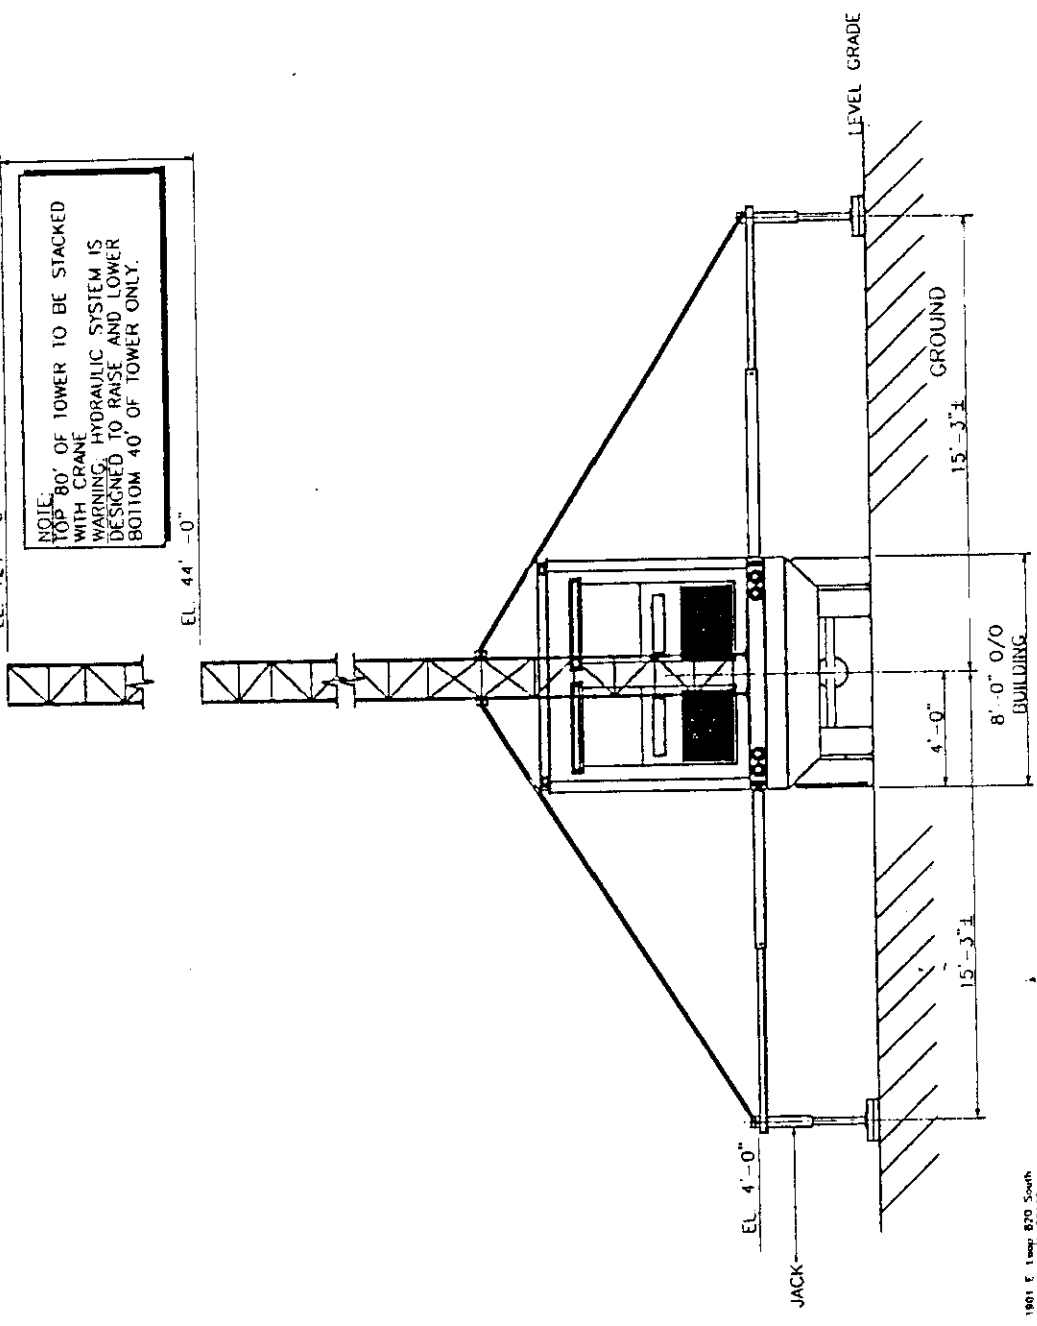 NOTE:
TOP 80' OF TOWER TO BE STACKED
WITH CRANE
WARNING: HYDRAULIC SYSTEM IS
DESIGNED TO RAISE AND LOWER
BOTTOM 40' OF TOWER ONLY.
EL. 44'-0"
EL. 4'-0"
JACK
LEVEL GRADE
GROUND
15'-3"±
15'-3"±
4'-0"
8'-0" O/O
BUILDING
1901 E. Loop 820 South